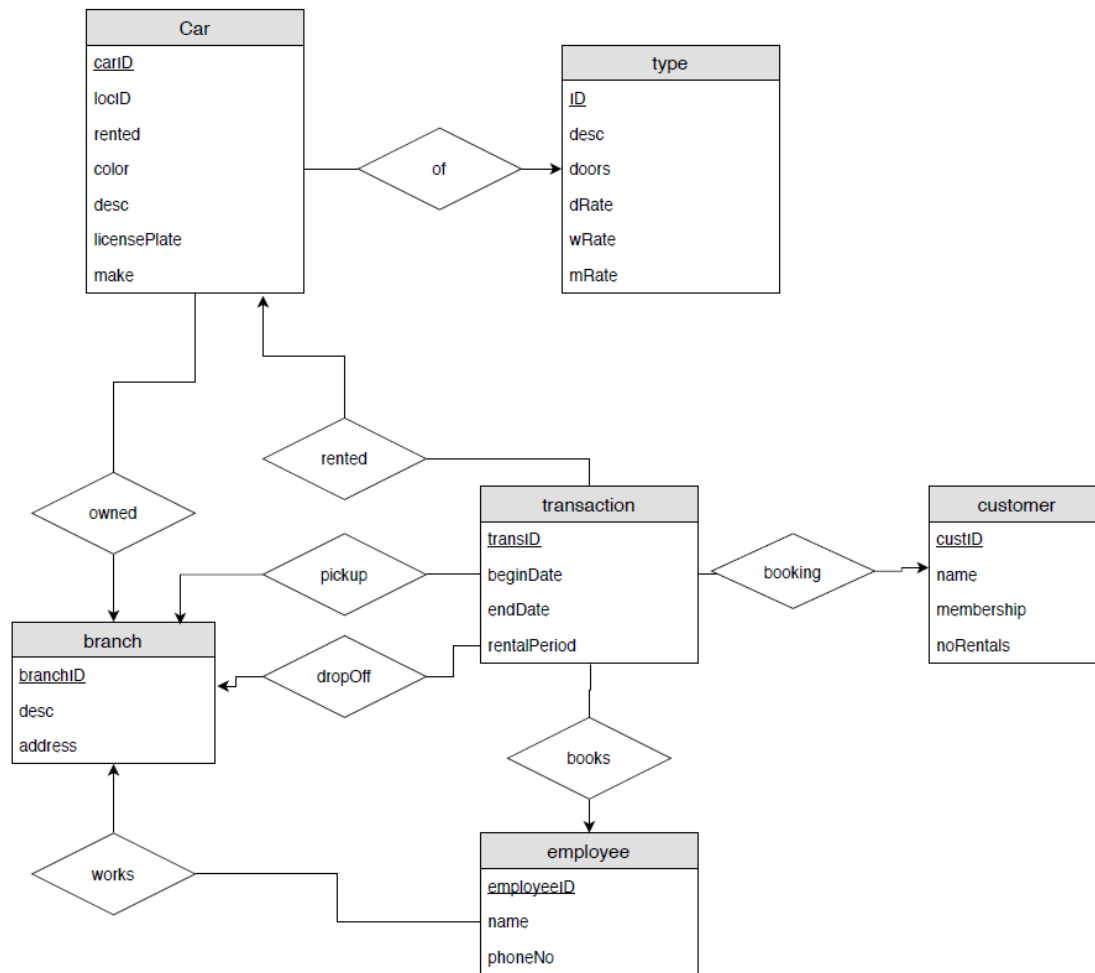 Car
carID
locID
rented
color
desc
licensePlate
make
of
type
ID
desc
doors
dRate
wRate
mRate
rented
owned
pickup
dropOff
transaction
transID
beginDate
endDate
rentalPeriod
booking
customer
custID
name
membership
noRentals
branch
branchID
desc
address
books
works
employee
employeeID
name
phoneNo